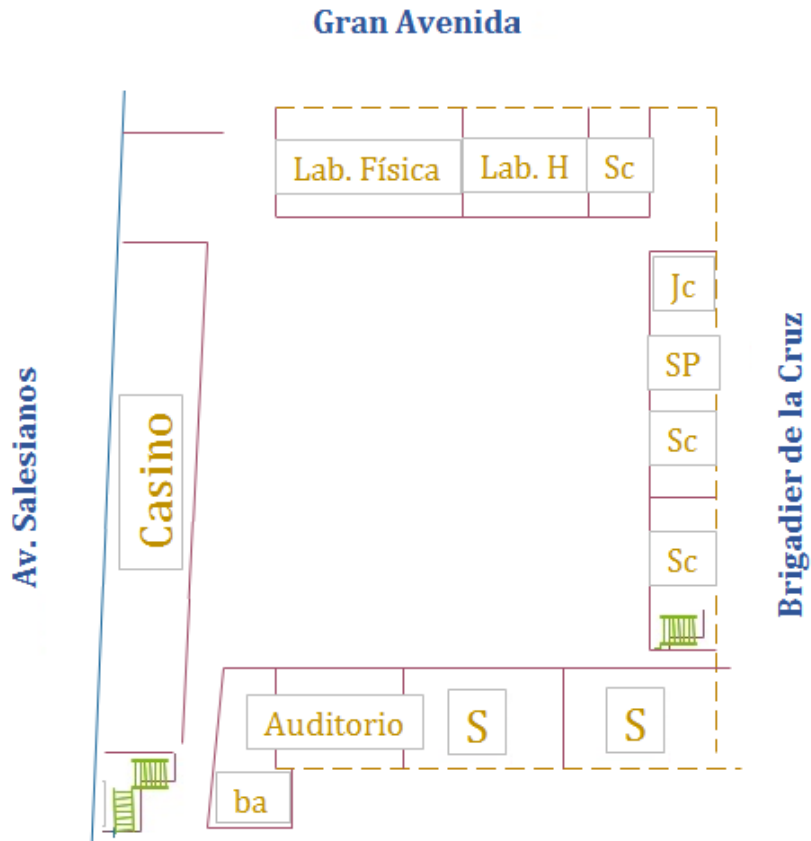 Gran Avenida
Lab. Física
Lab. H
Sc
Jc
SP
Sc
Sc
Av. Salesianos
Casino
Brigadier de la Cruz
Auditorio
S
S
ba